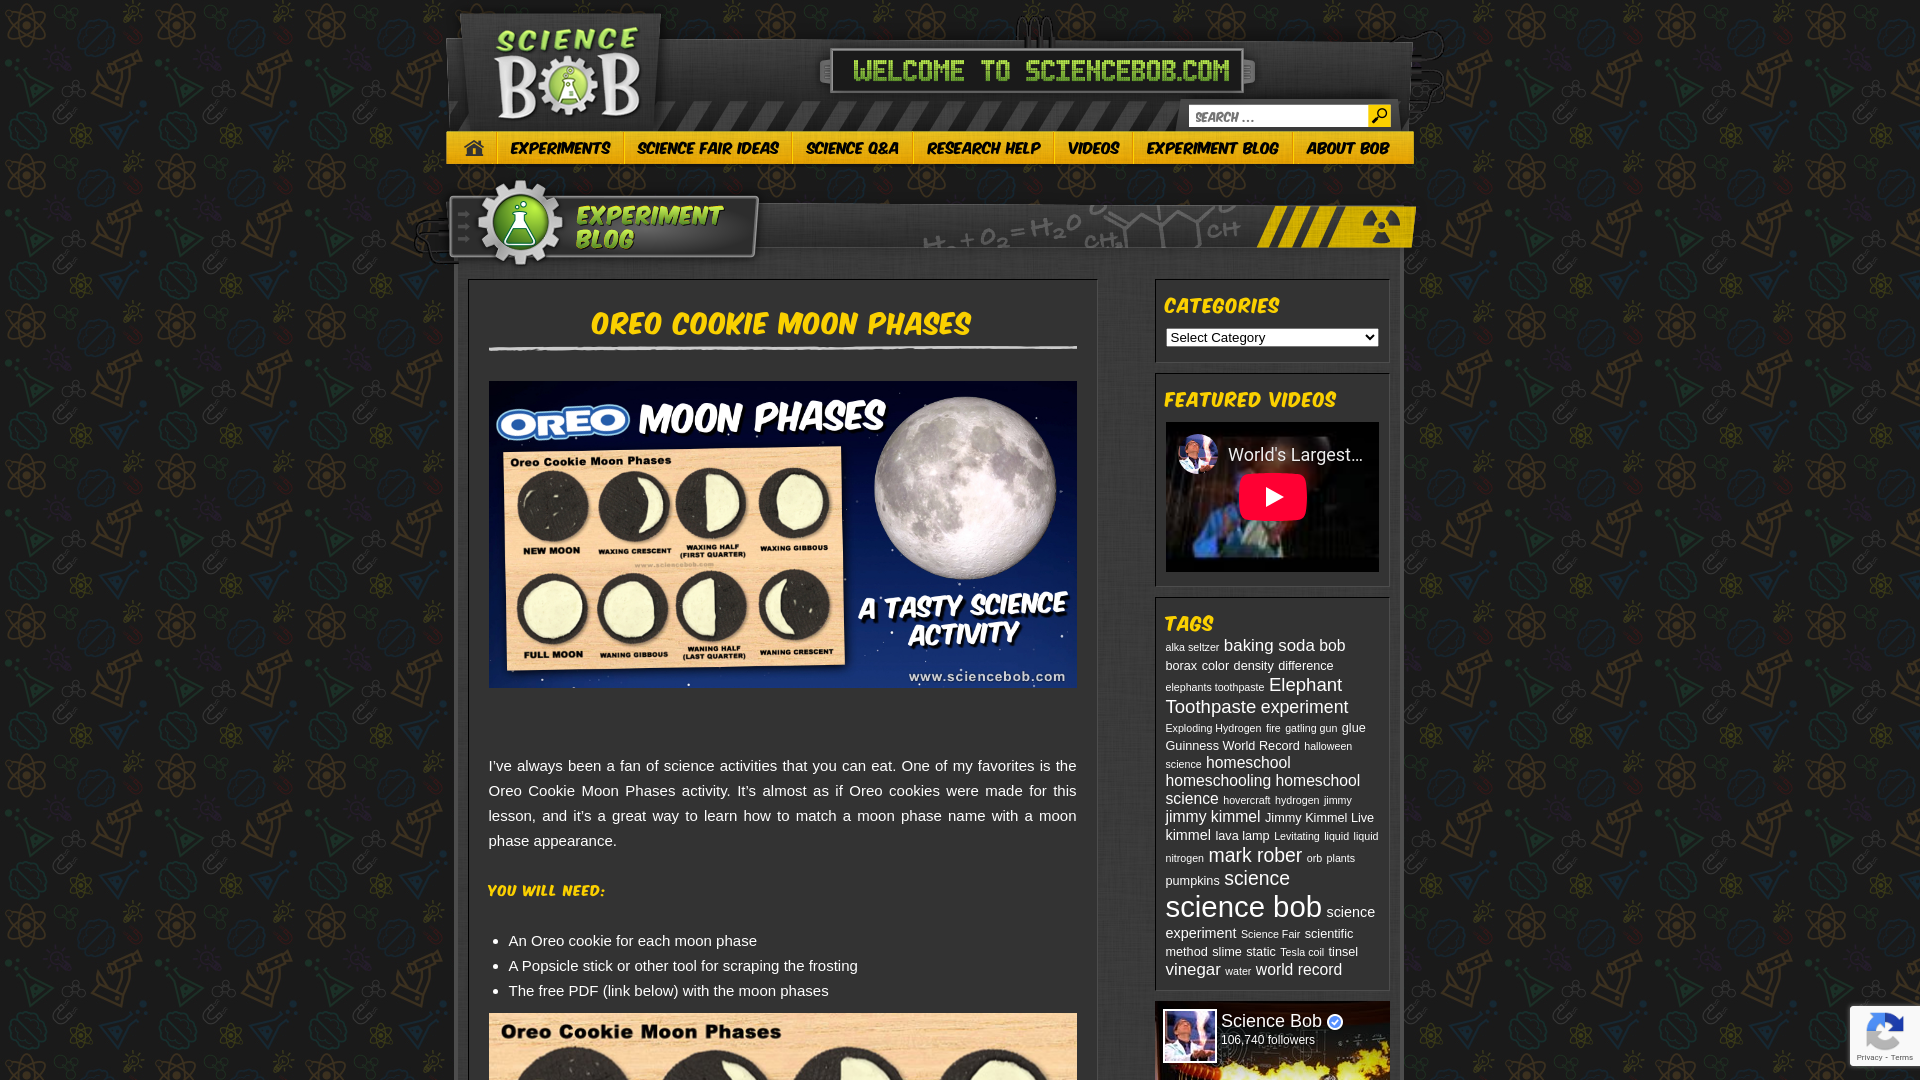 SCIENCE
BOB
WELCOME TO SCIENCEBOB.COM
SEARCH ...
EXPERIMENTS
SCIENCE FAIR IDEAS
SCIENCE Q&A
RESEARCH HELP
VIDEOS
EXPERIMENT BLOG
ABOUT BOB
EXPERIMENT
BLOG
H2 + O2 = H2O
CH3
CH
OREO COOKIE MOON PHASES
OREO MOON PHASES
Oreo Cookie Moon Phases
NEW MOON
WAXING CRESCENT
WAXING HALF
(FIRST QUARTER)
WAXING GIBBOUS
www.sciencebob.com
FULL MOON
WANING GIBBOUS
WANING HALF
(LAST QUARTER)
WANING CRESCENT
A TASTY SCIENCE
ACTIVITY
www.sciencebob.com
I’ve always been a fan of science activities that you can eat. One of my favorites is the
Oreo Cookie Moon Phases activity. It’s almost as if Oreo cookies were made for this
lesson, and it’s a great way to learn how to match a moon phase name with a moon
phase appearance.
YOU WILL NEED:
• An Oreo cookie for each moon phase
• A Popsicle stick or other tool for scraping the frosting
• The free PDF (link below) with the moon phases
Oreo Cookie Moon Phases
CATEGORIES
Select Category
FEATURED VIDEOS
World's Largest...
TAGS
alka seltzer baking soda bob
borax color density difference
elephants toothpaste Elephant
Toothpaste experiment
Exploding Hydrogen fire gatling gun glue
Guinness World Record halloween
science homeschool
homeschooling homeschool
science hovercraft hydrogen jimmy
jimmy kimmel Jimmy Kimmel Live
kimmel lava lamp Levitating liquid liquid
nitrogen mark rober orb plants
pumpkins science
science bob science
experiment Science Fair scientific
method slime static Tesla coil tinsel
vinegar water world record
Science Bob
106,740 followers
Privacy - Terms